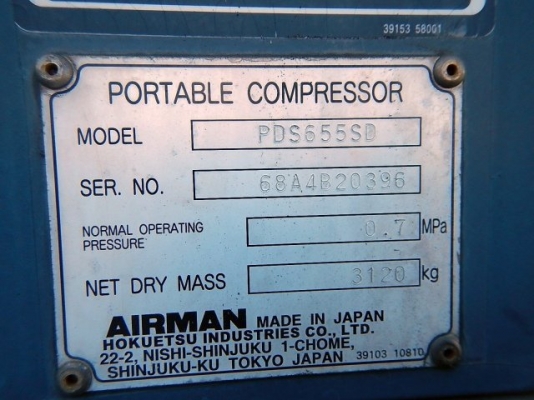 39153 58001
PORTABLE COMPRESSOR
MODEL PDS655SD
SER. NO. 68A4B20396
NORMAL OPERATING
PRESSURE 0.7 MPa
NET DRY MASS 3120 kg
AIRMAN MADE IN JAPAN
HOKUETSU INDUSTRIES CO., LTD.
22-2, NISHI-SHINJUKU 1-CHOME,
SHINJUKU-KU TOKYO JAPAN 39103 10810